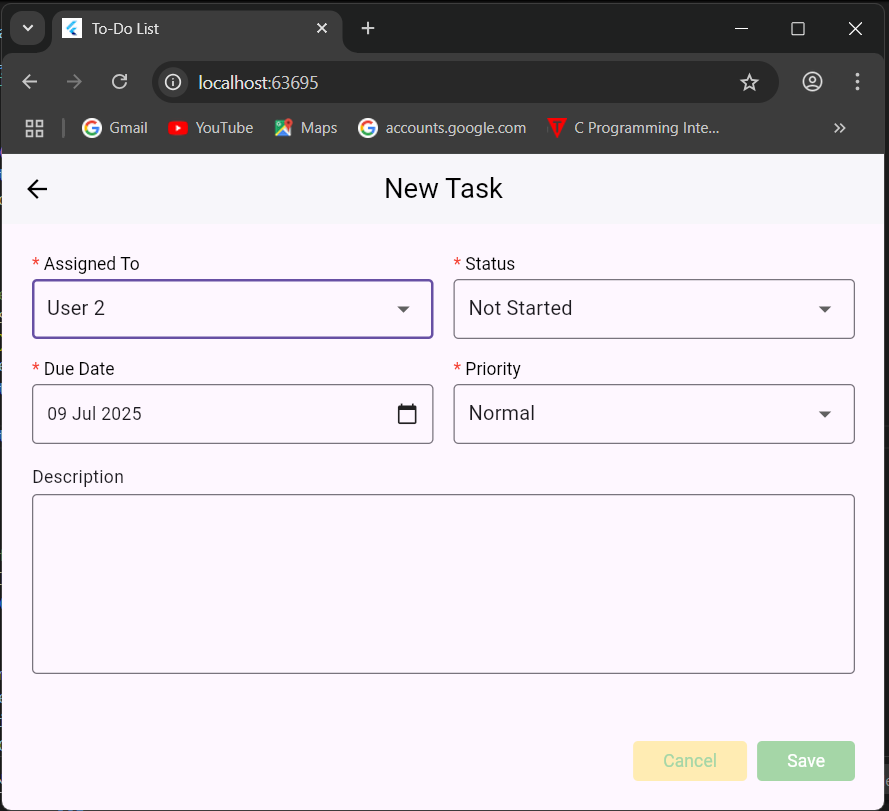 To-Do List
localhost:63695
Gmail YouTube Maps accounts.google.com C Programming Inte...
New Task
* Assigned To * Status
User 2 Not Started
* Due Date * Priority
09 Jul 2025 Normal
Description
Cancel Save